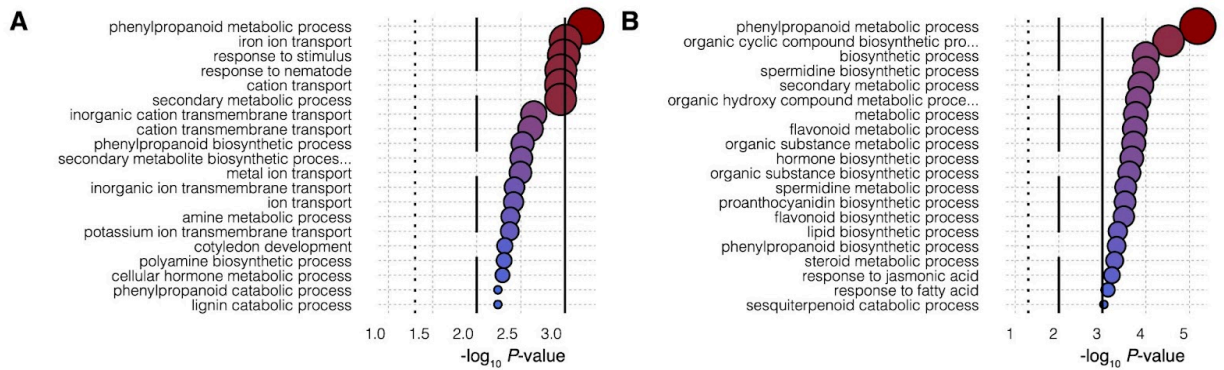 A
phenylpropanoid metabolic process
iron ion transport
response to stimulus
response to nematode
cation transport
secondary metabolic process
inorganic cation transmembrane transport
cation transmembrane transport
phenylpropanoid biosynthetic process
secondary metabolite biosynthetic proces...
metal ion transport
inorganic ion transmembrane transport
ion transport
amine metabolic process
potassium ion transmembrane transport
cotyledon development
polyamine biosynthetic process
cellular hormone metabolic process
phenylpropanoid catabolic process
lignin catabolic process
1.0 1.5 2.0 2.5 3.0
-log10 P-value
B
phenylpropanoid metabolic process
organic cyclic compound biosynthetic pro...
biosynthetic process
spermidine biosynthetic process
secondary metabolic process
organic hydroxy compound metabolic proce...
metabolic process
flavonoid metabolic process
organic substance metabolic process
hormone biosynthetic process
organic substance biosynthetic process
spermidine metabolic process
proanthocyanidin biosynthetic process
flavonoid biosynthetic process
lipid biosynthetic process
phenylpropanoid biosynthetic process
steroid metabolic process
response to jasmonic acid
response to fatty acid
sesquiterpenoid catabolic process
1 2 3 4 5
-log10 P-value